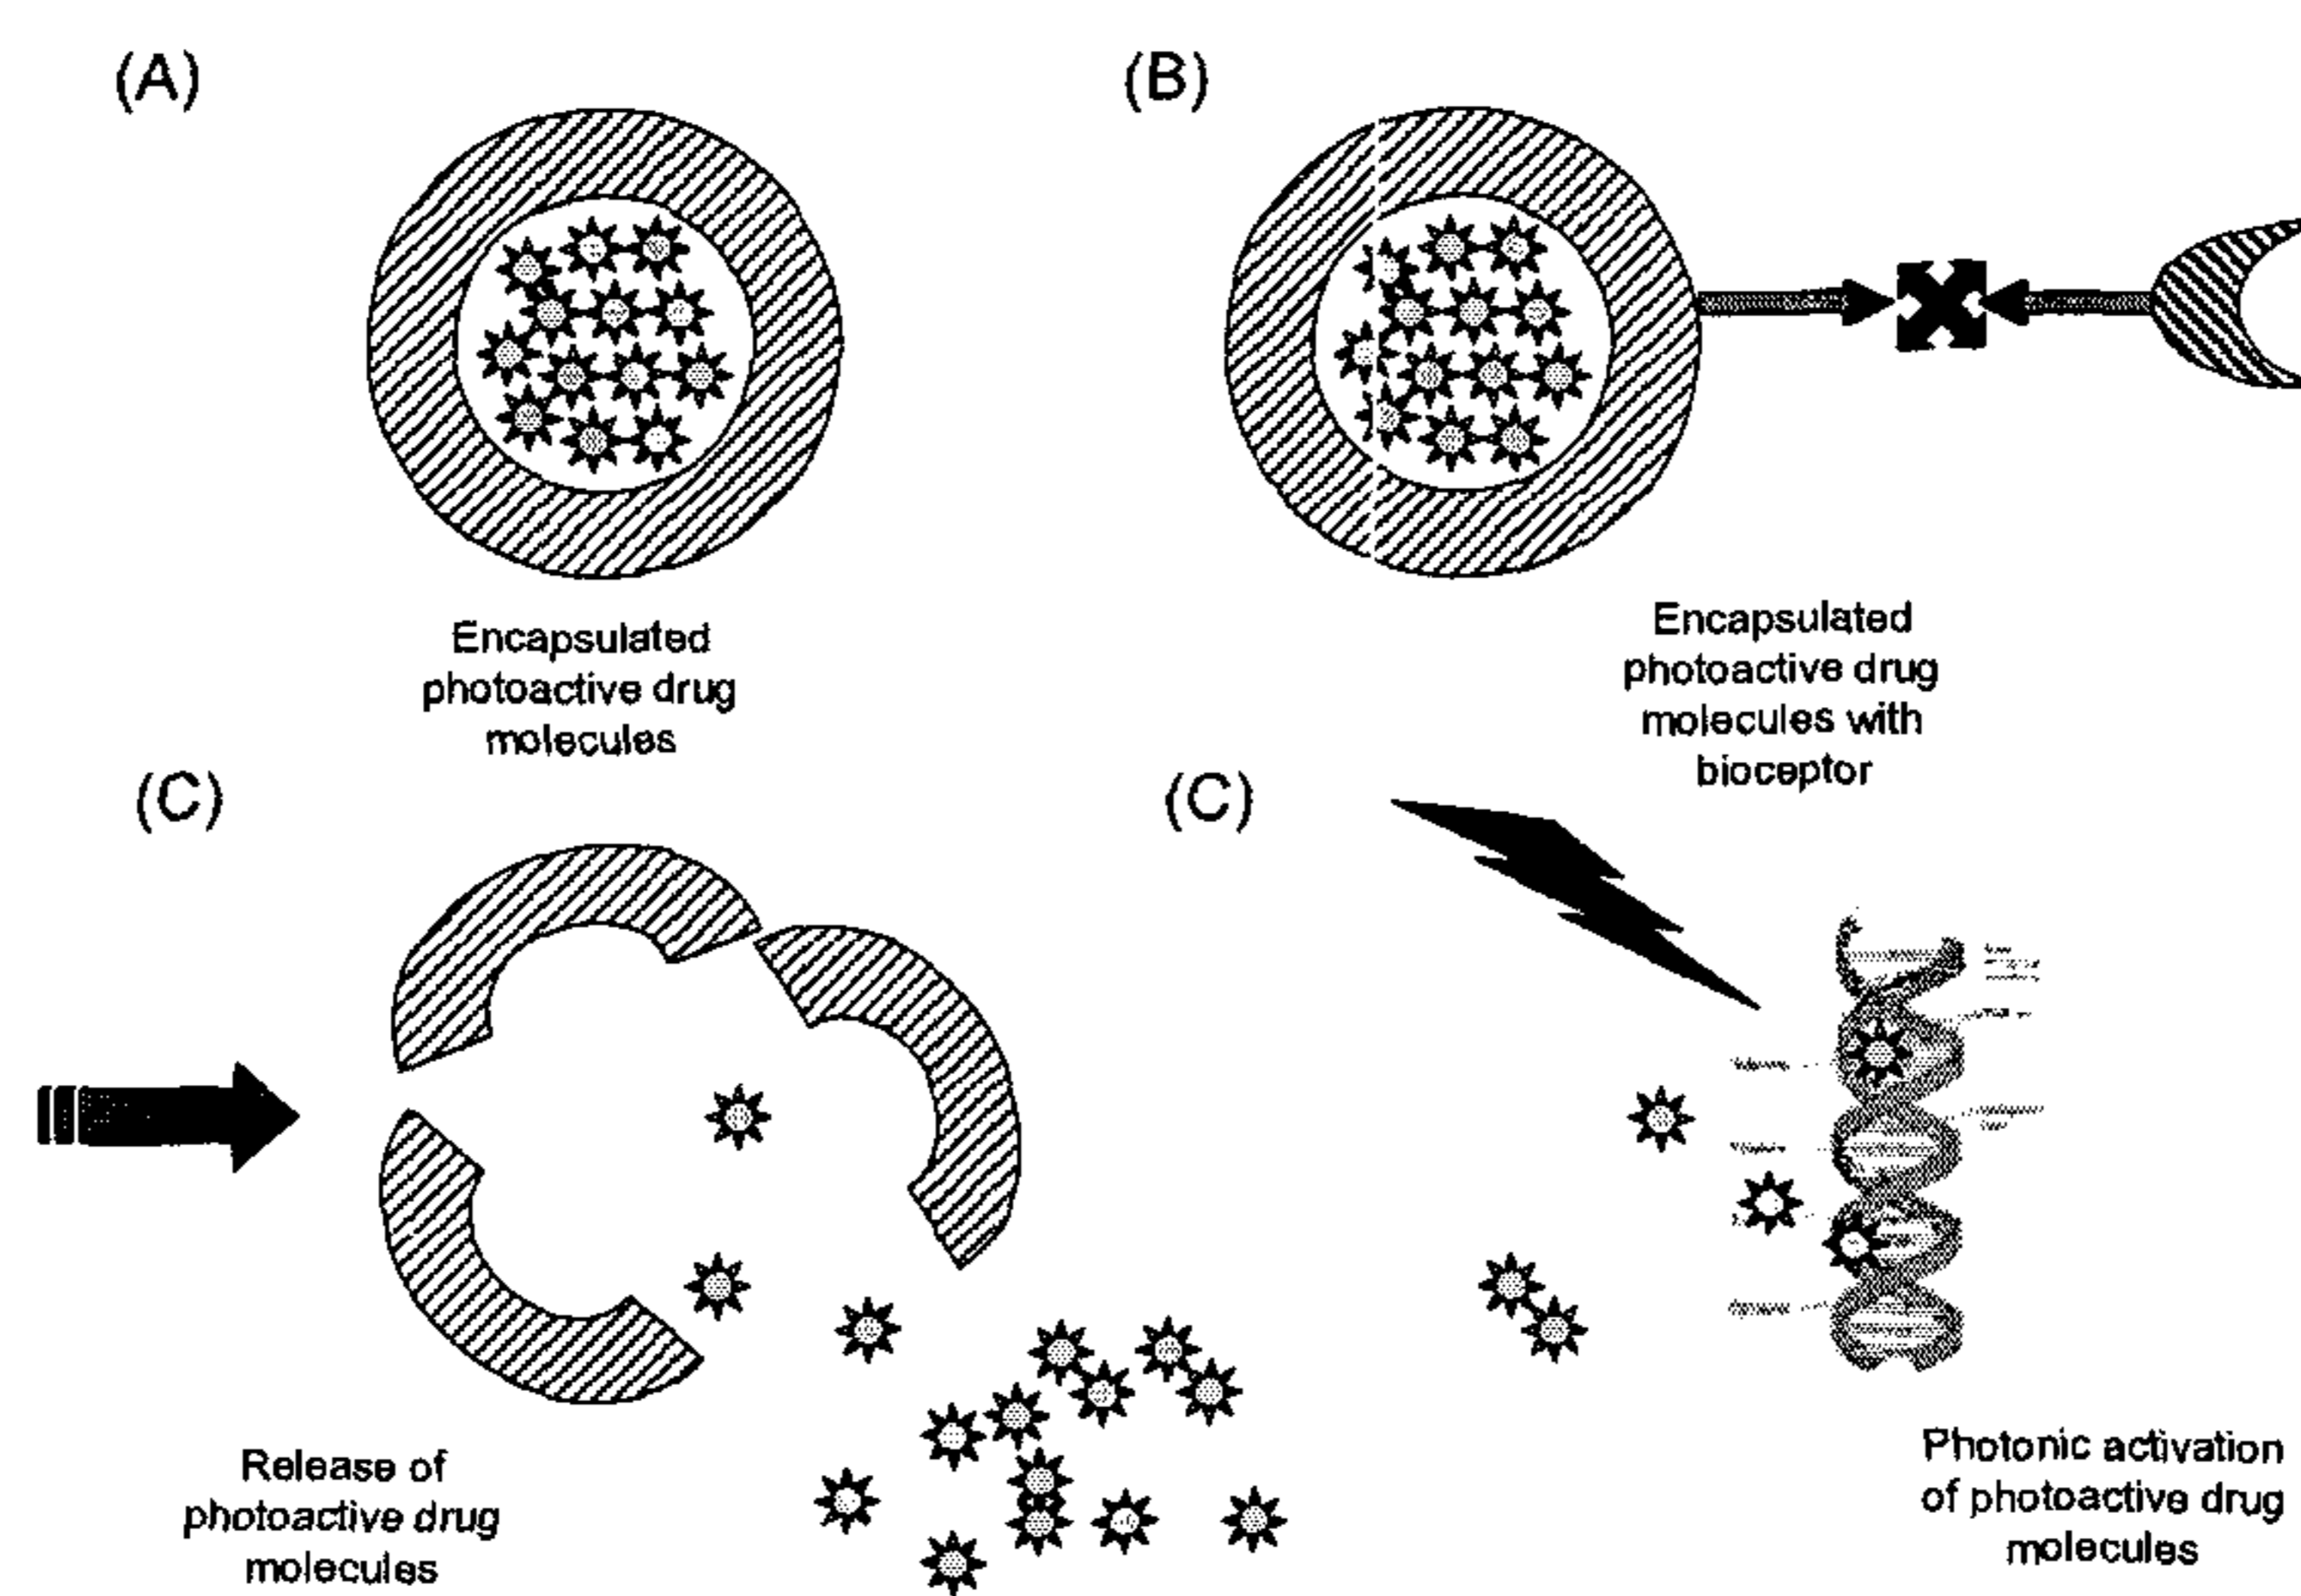 (A)
(B)
Encapsulated
photoactive drug
molecules
Encapsulated
photoactive drug
molecules with
bioceptor
(C)
(C)
Release of
photoactive drug
molecules
Photonic activation
of photoactive drug
molecules